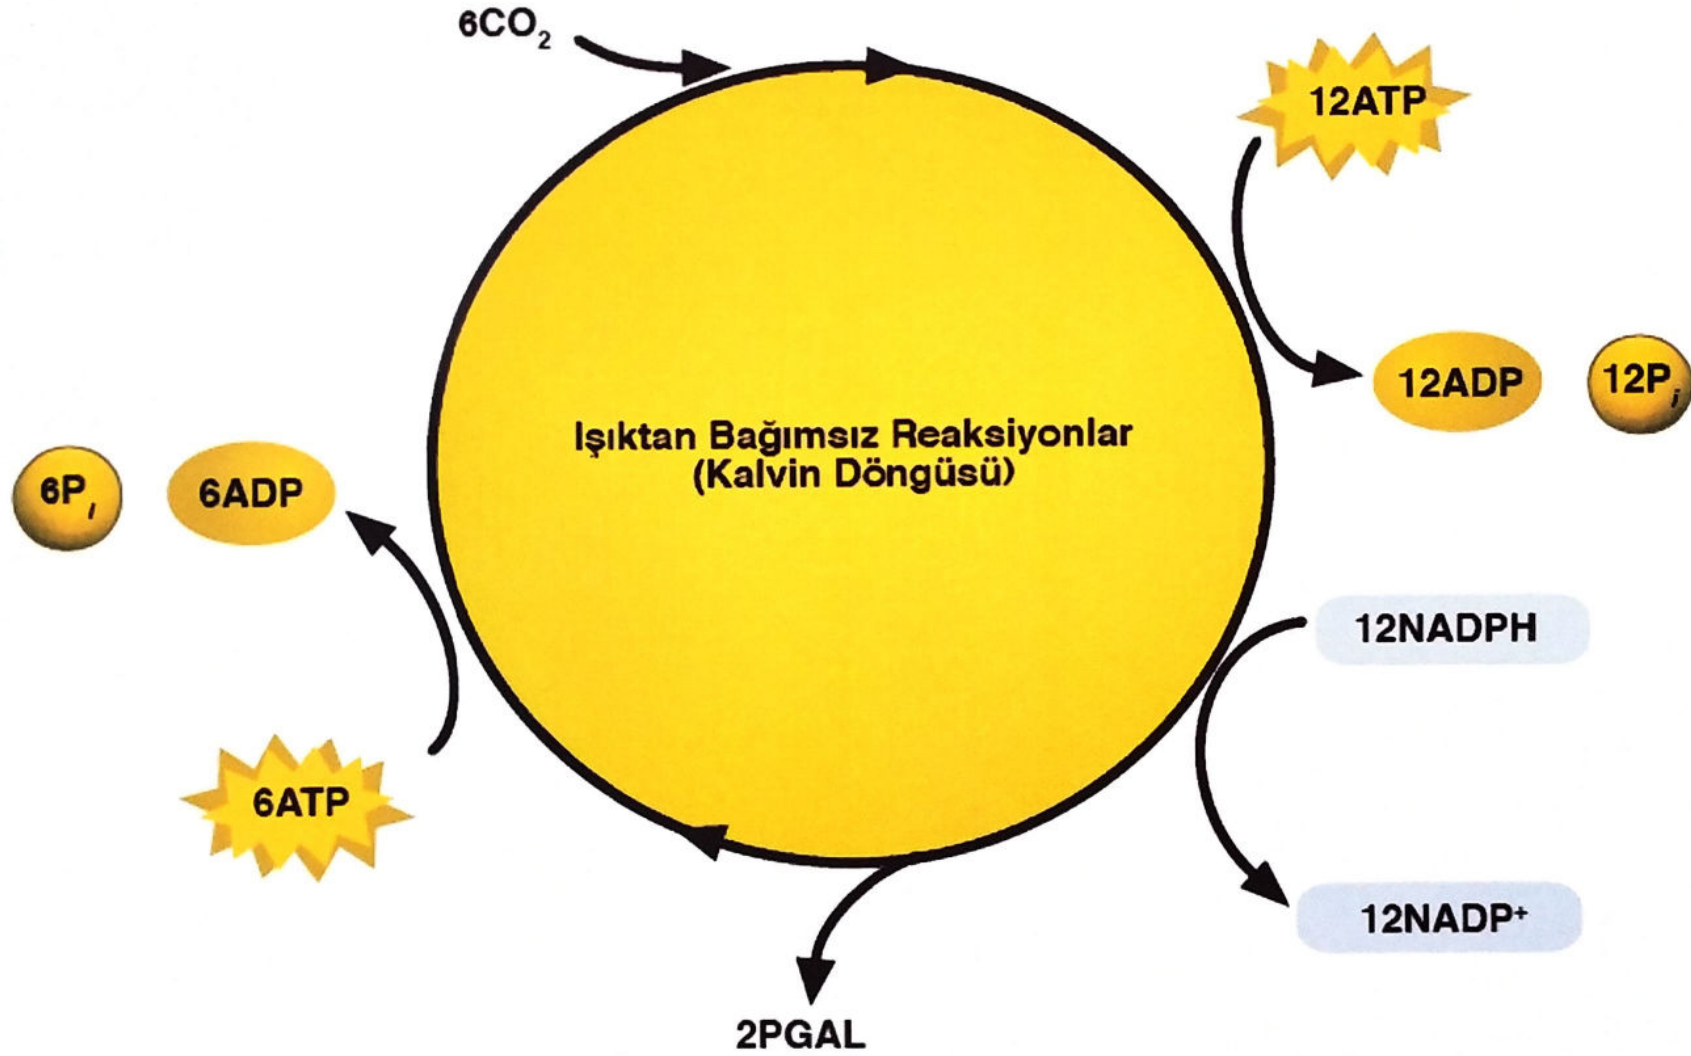 6CO₂
12ATP
12ADP
12Pᵢ
Işıktan Bağımsız Reaksiyonlar
(Kalvin Döngüsü)
6Pᵢ
6ADP
12NADPH
6ATP
12NADP⁺
2PGAL